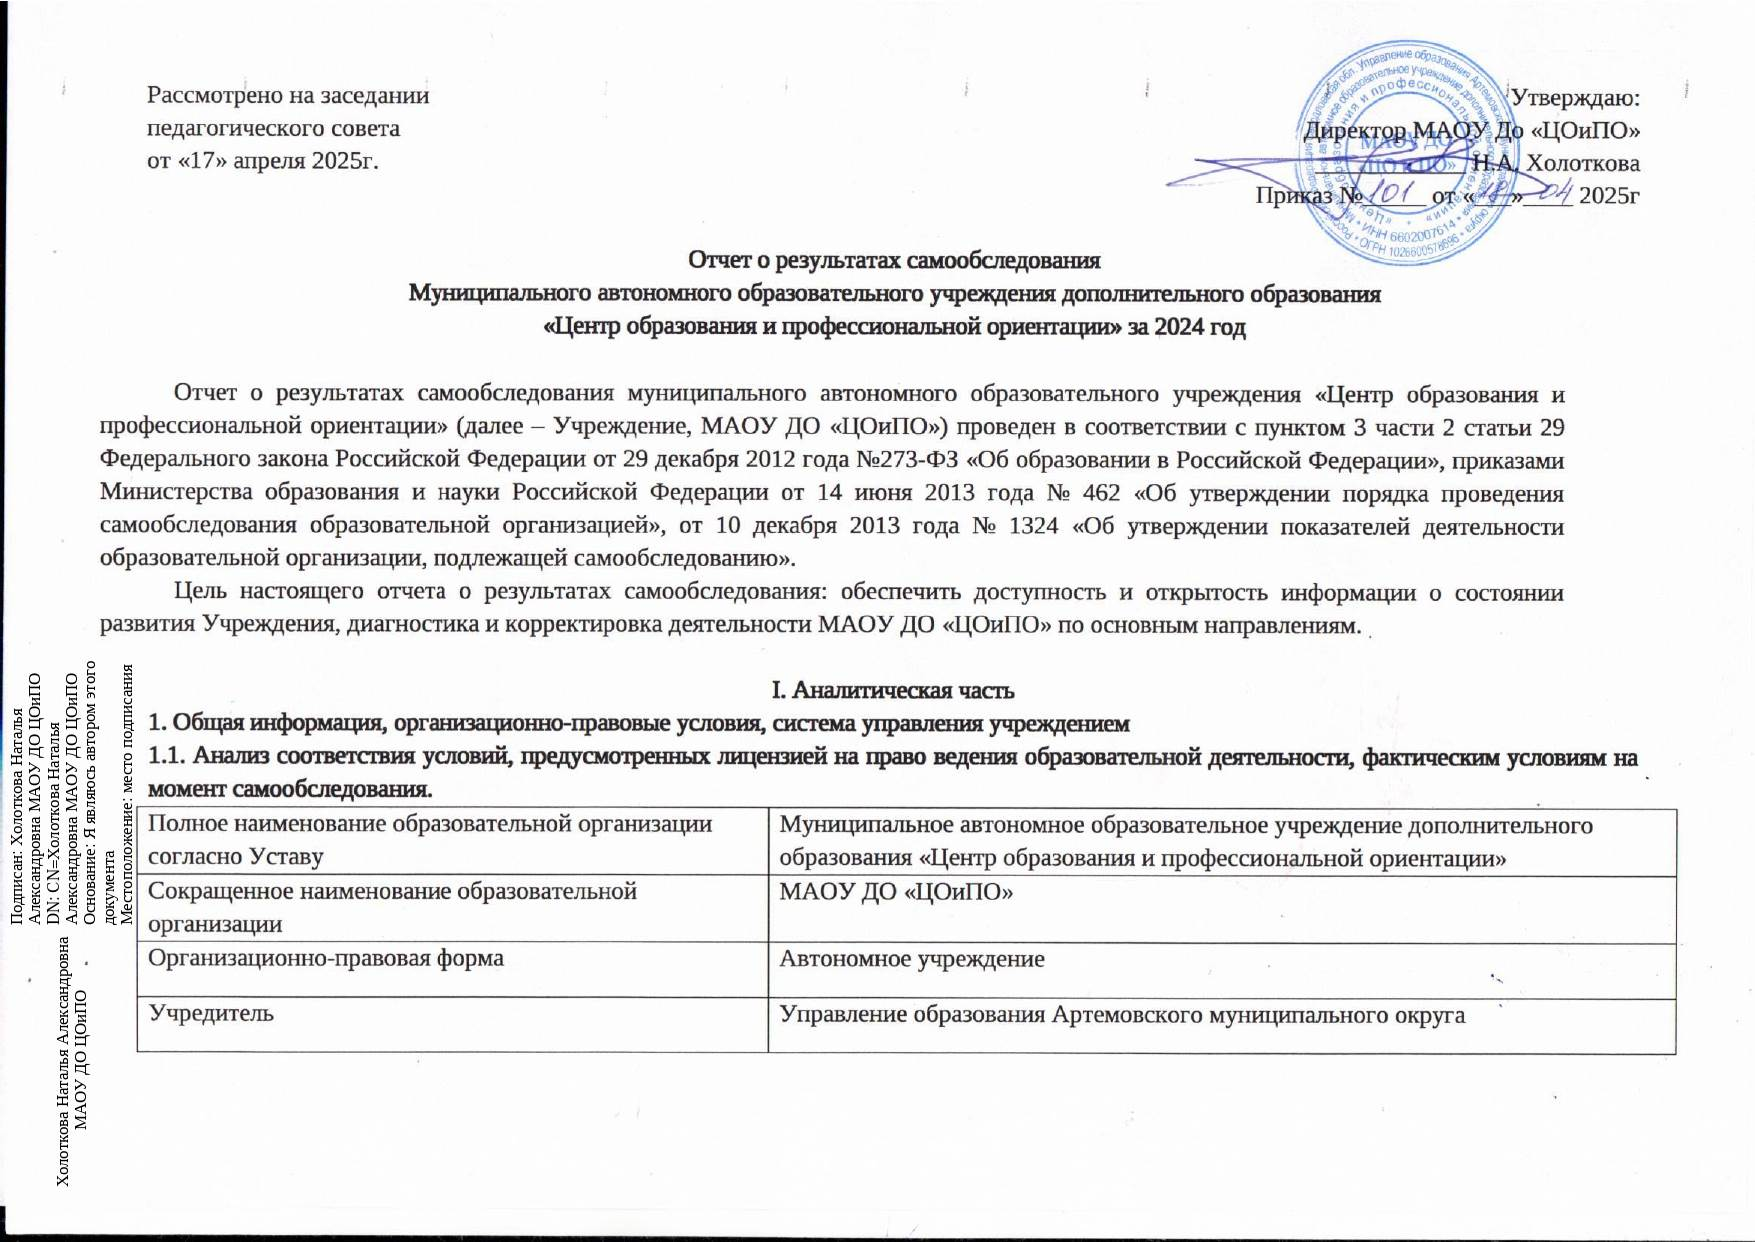 Рассмотрено на заседании
педагогического совета
от «17» апреля 2025г.
Утверждаю:
Директор МАОУ До «ЦОиПО»
Н.А. Холоткова
Приказ № 101 от « » 04 2025г
МАОУ ДО
«ЦОиПО»
ИНН 6602007614
ОГРН 1026600578696
Отчет о результатах самообследования
Муниципального автономного образовательного учреждения дополнительного образования
«Центр образования и профессиональной ориентации» за 2024 год
Отчет о результатах самообследования муниципального автономного образовательного учреждения «Центр образования и
профессиональной ориентации» (далее – Учреждение, МАОУ ДО «ЦОиПО») проведен в соответствии с пунктом 3 части 2 статьи 29
Федерального закона Российской Федерации от 29 декабря 2012 года №273-ФЗ «Об образовании в Российской Федерации», приказами
Министерства образования и науки Российской Федерации от 14 июня 2013 года № 462 «Об утверждении порядка проведения
самообследования образовательной организацией», от 10 декабря 2013 года № 1324 «Об утверждении показателей деятельности
образовательной организации, подлежащей самообследованию».
Цель настоящего отчета о результатах самообследования: обеспечить доступность и открытость информации о состоянии
развития Учреждения, диагностика и корректировка деятельности МАОУ ДО «ЦОиПО» по основным направлениям.
I. Аналитическая часть
1. Общая информация, организационно-правовые условия, система управления учреждением
1.1. Анализ соответствия условий, предусмотренных лицензией на право ведения образовательной деятельности, фактическим условиям на
момент самообследования.
Полное наименование образовательной организации
согласно Уставу
Муниципальное автономное образовательное учреждение дополнительного
образования «Центр образования и профессиональной ориентации»
Сокращенное наименование образовательной
организации
МАОУ ДО «ЦОиПО»
Организационно-правовая форма
Автономное учреждение
Учредитель
Управление образования Артемовского муниципального округа
Подписан: Холоткова Наталья
Александровна МАОУ ДО ЦОиПО
DN: CN=Холоткова Наталья
Александровна МАОУ ДО ЦОиПО
Основание: Я являюсь автором этого
документа
Местоположение: место подписания
Холоткова Наталья Александровна
МАОУ ДО ЦОиПО